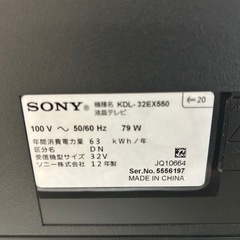 SONY 機種名 KDL-32EX550
液晶テレビ
←20
100 V ～ 50/60 Hz 79 W
年間消費電力量 63 kWh/年
区分名 DN
受信機型サイズ 32V
ソニー株式会社 12年製
JQ10664
Ser.No. 5556197
MADE IN CHINA